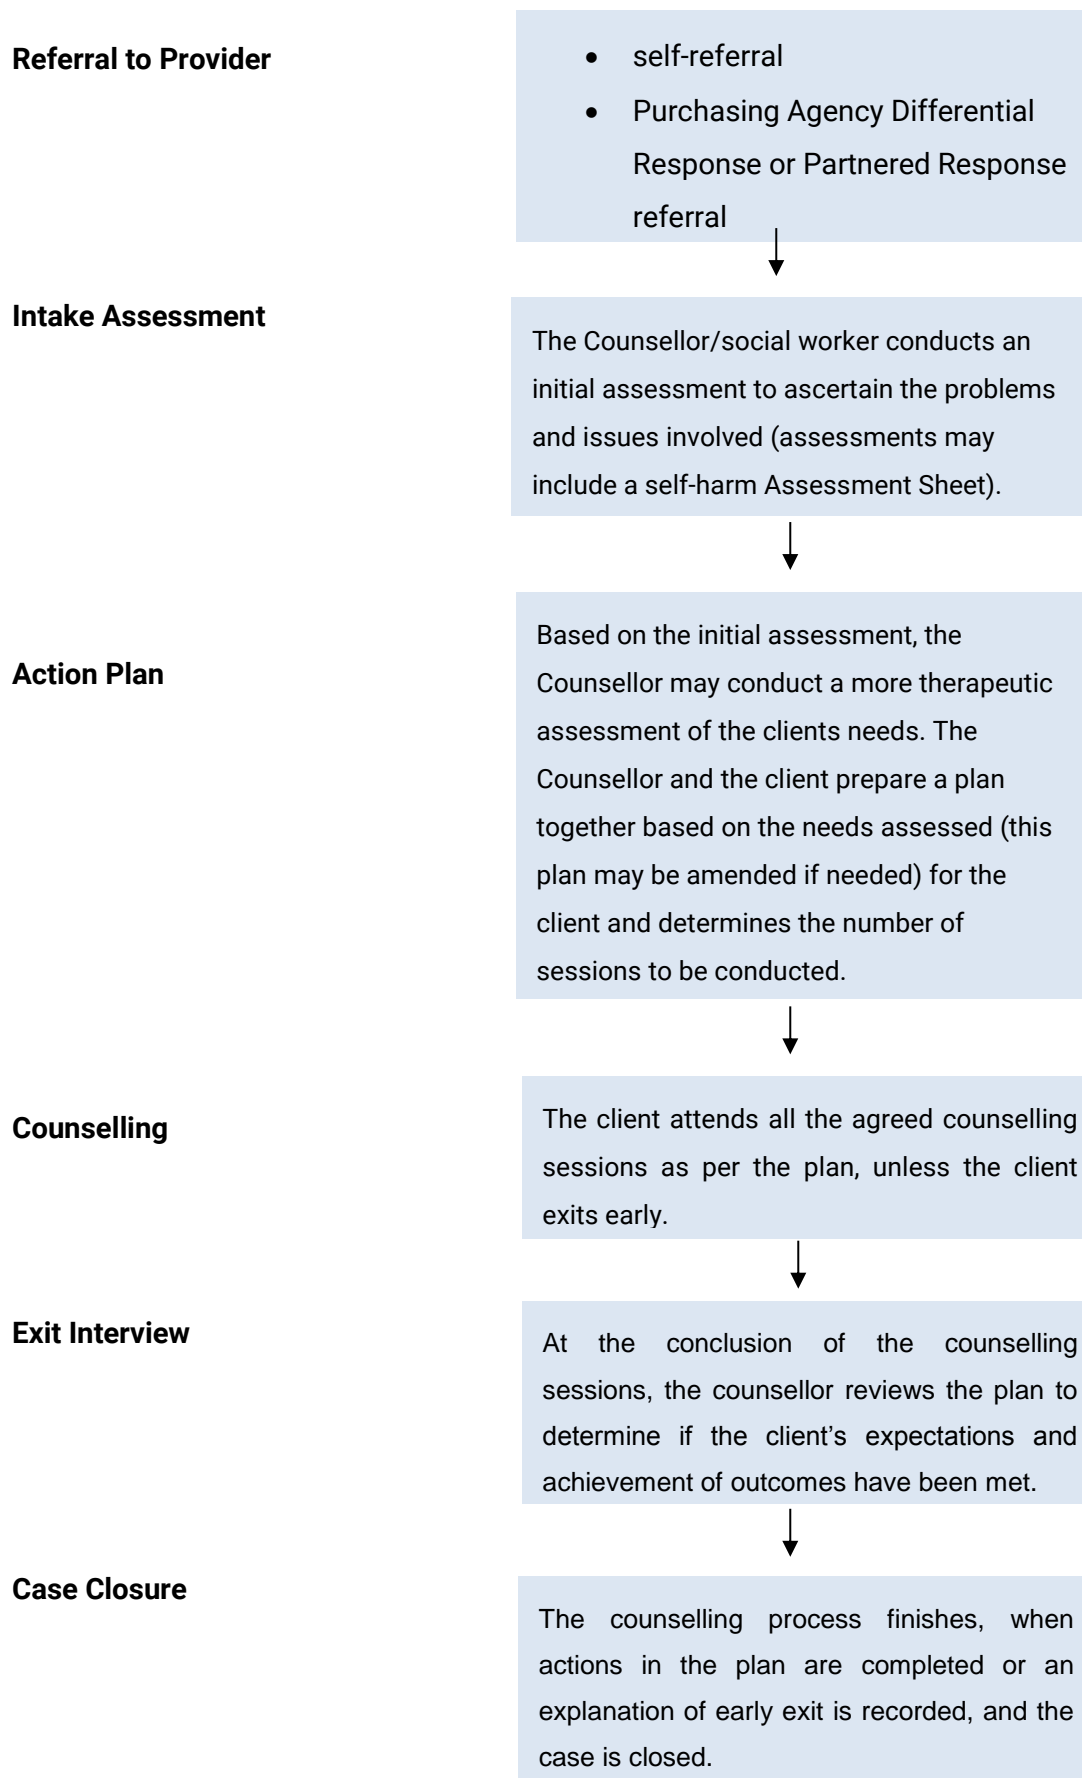 Referral to Provider
• self-referral
• Purchasing Agency Differential
Response or Partnered Response
referral
Intake Assessment
The Counsellor/social worker conducts an
initial assessment to ascertain the problems
and issues involved (assessments may
include a self-harm Assessment Sheet).
Action Plan
Based on the initial assessment, the
Counsellor may conduct a more therapeutic
assessment of the clients needs. The
Counsellor and the client prepare a plan
together based on the needs assessed (this
plan may be amended if needed) for the
client and determines the number of
sessions to be conducted.
Counselling
The client attends all the agreed counselling
sessions as per the plan, unless the client
exits early.
Exit Interview
At the conclusion of the counselling
sessions, the counsellor reviews the plan to
determine if the client’s expectations and
achievement of outcomes have been met.
Case Closure
The counselling process finishes, when
actions in the plan are completed or an
explanation of early exit is recorded, and the
case is closed.